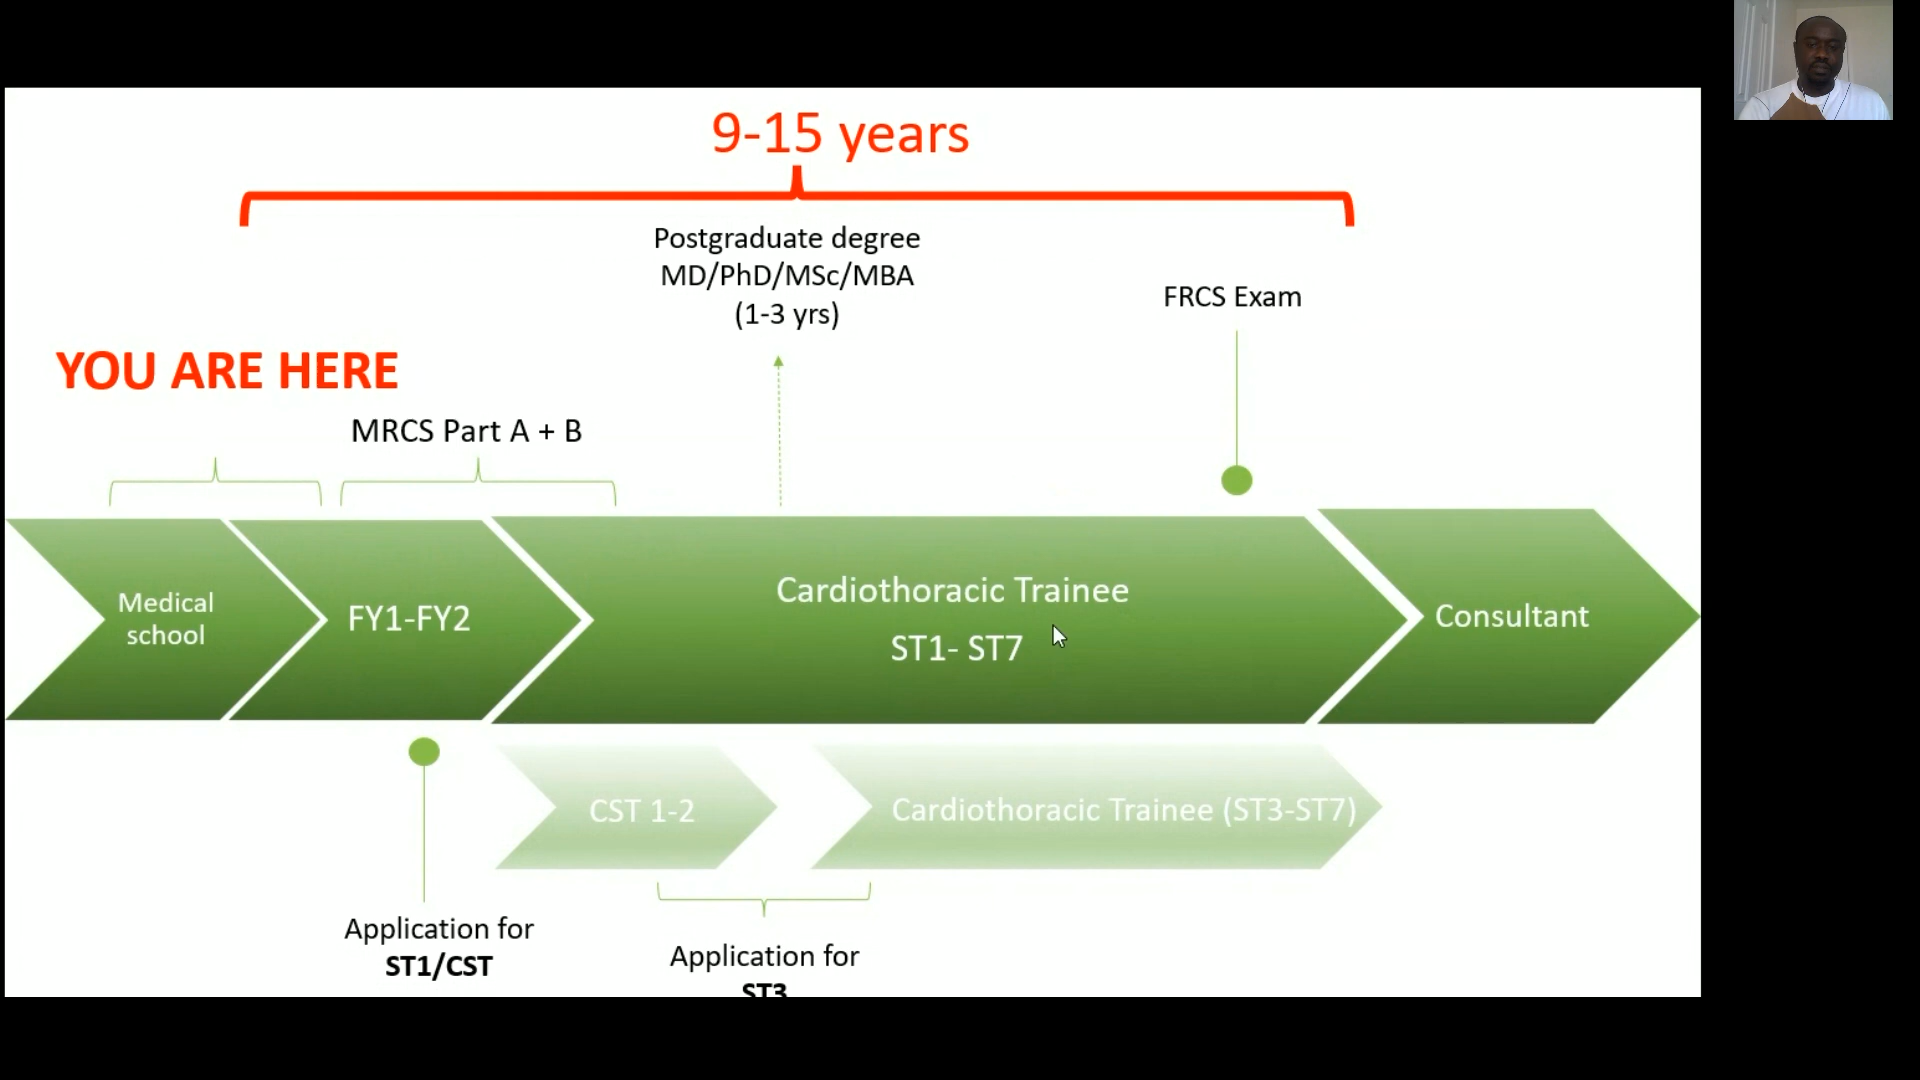 9-15 years
Postgraduate degree
MD/PhD/MSc/MBA
(1-3 yrs)
FRCS Exam
YOU ARE HERE
MRCS Part A + B
Medical
school
FY1-FY2
Cardiothoracic Trainee
ST1- ST7
Consultant
CST 1-2
Cardiothoracic Trainee (ST3-ST7)
Application for
ST1/CST
Application for
ST3